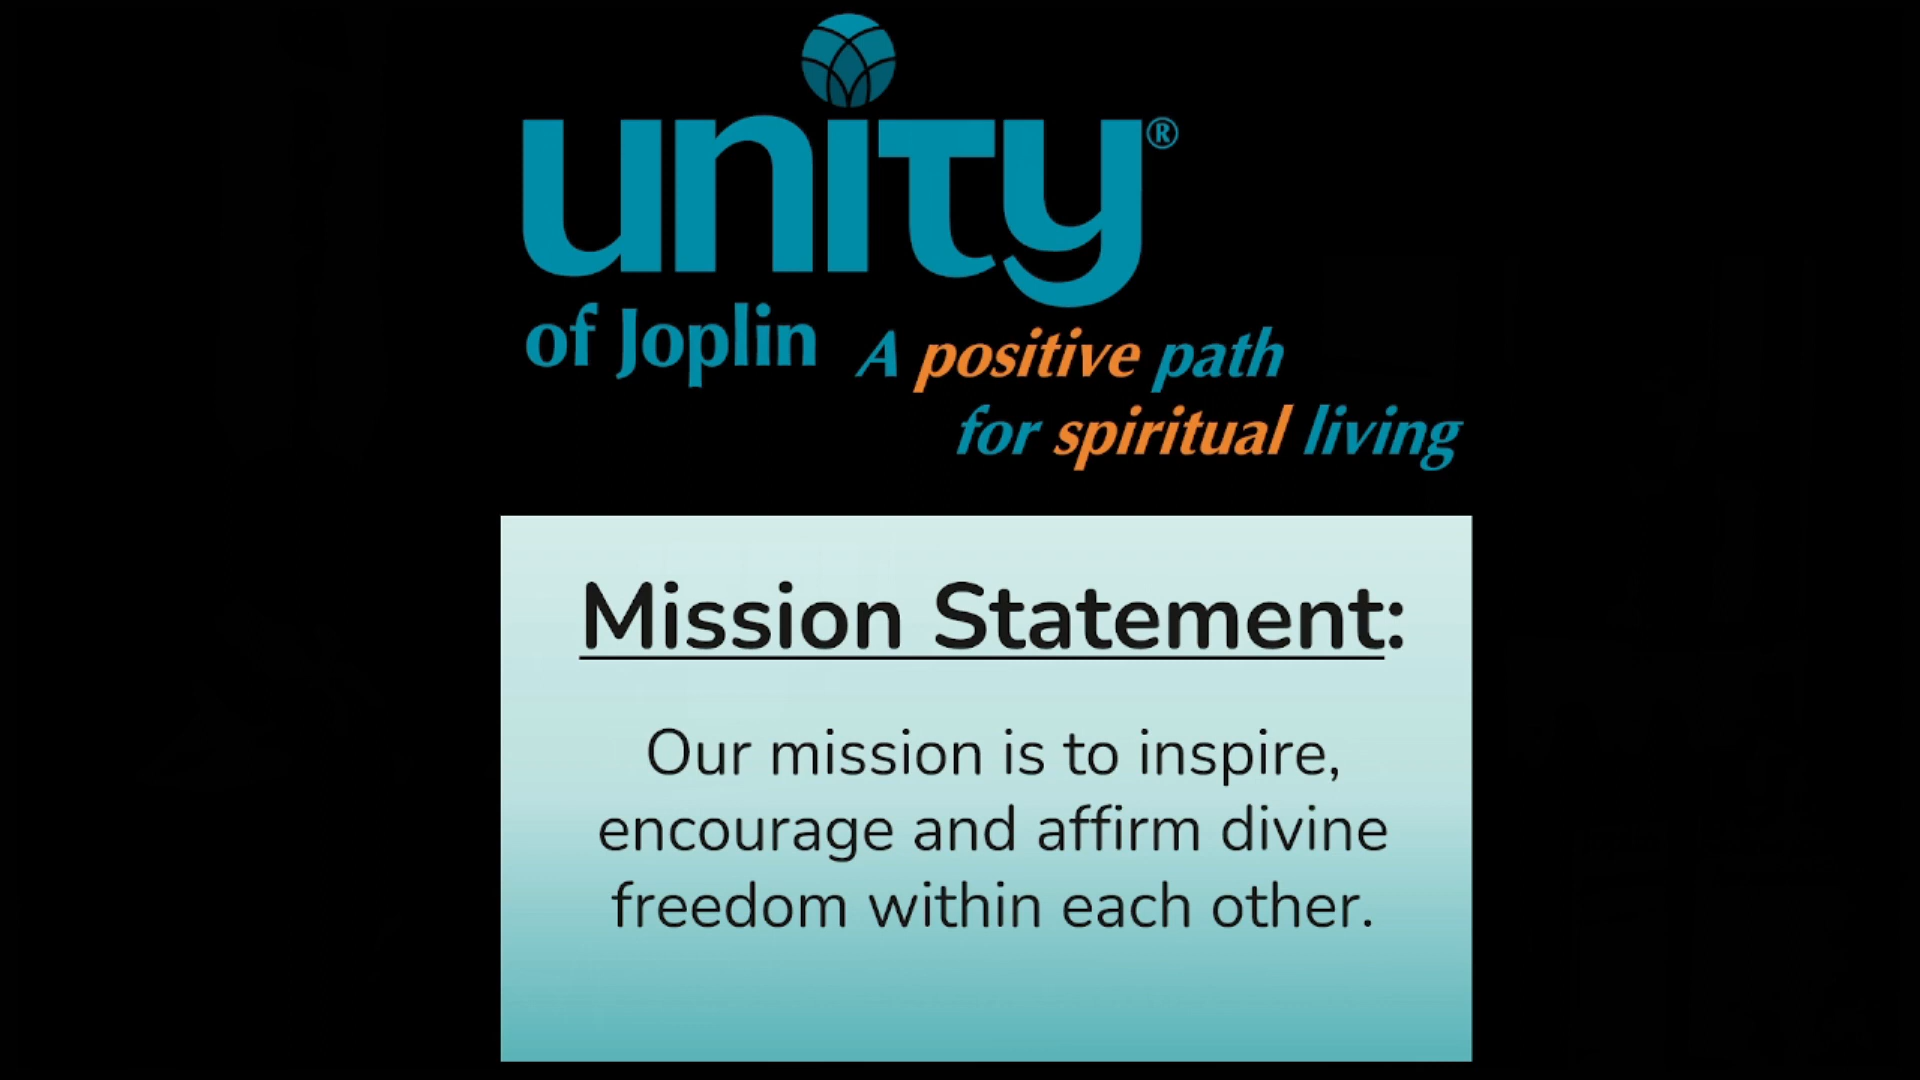 unity®
of Joplin
A positive path
for spiritual living
Mission Statement:
Our mission is to inspire,
encourage and affirm divine
freedom within each other.